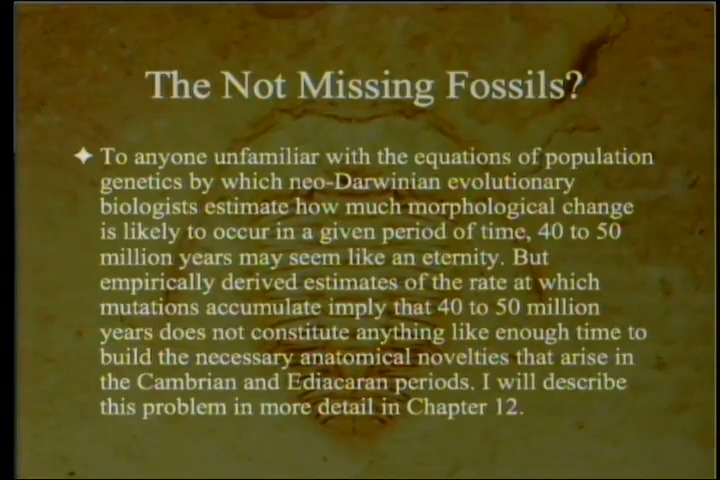 The Not Missing Fossils?
To anyone unfamiliar with the equations of population
genetics by which neo-Darwinian evolutionary
biologists estimate how much morphological change
is likely to occur in a given period of time, 40 to 50
million years may seem like an eternity. But
empirically derived estimates of the rate at which
mutations accumulate imply that 40 to 50 million
years does not constitute anything like enough time to
build the necessary anatomical novelties that arise in
the Cambrian and Ediacaran periods. I will describe
this problem in more detail in Chapter 12.